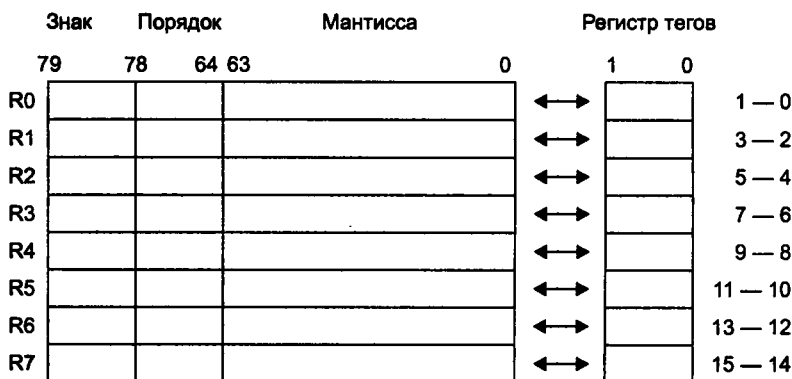 Знак Порядок Мантисса Регистр тегов
79 78 64 63 0 1 0
R0 1 — 0
R1 3 — 2
R2 5 — 4
R3 7 — 6
R4 9 — 8
R5 11 — 10
R6 13 — 12
R7 15 — 14